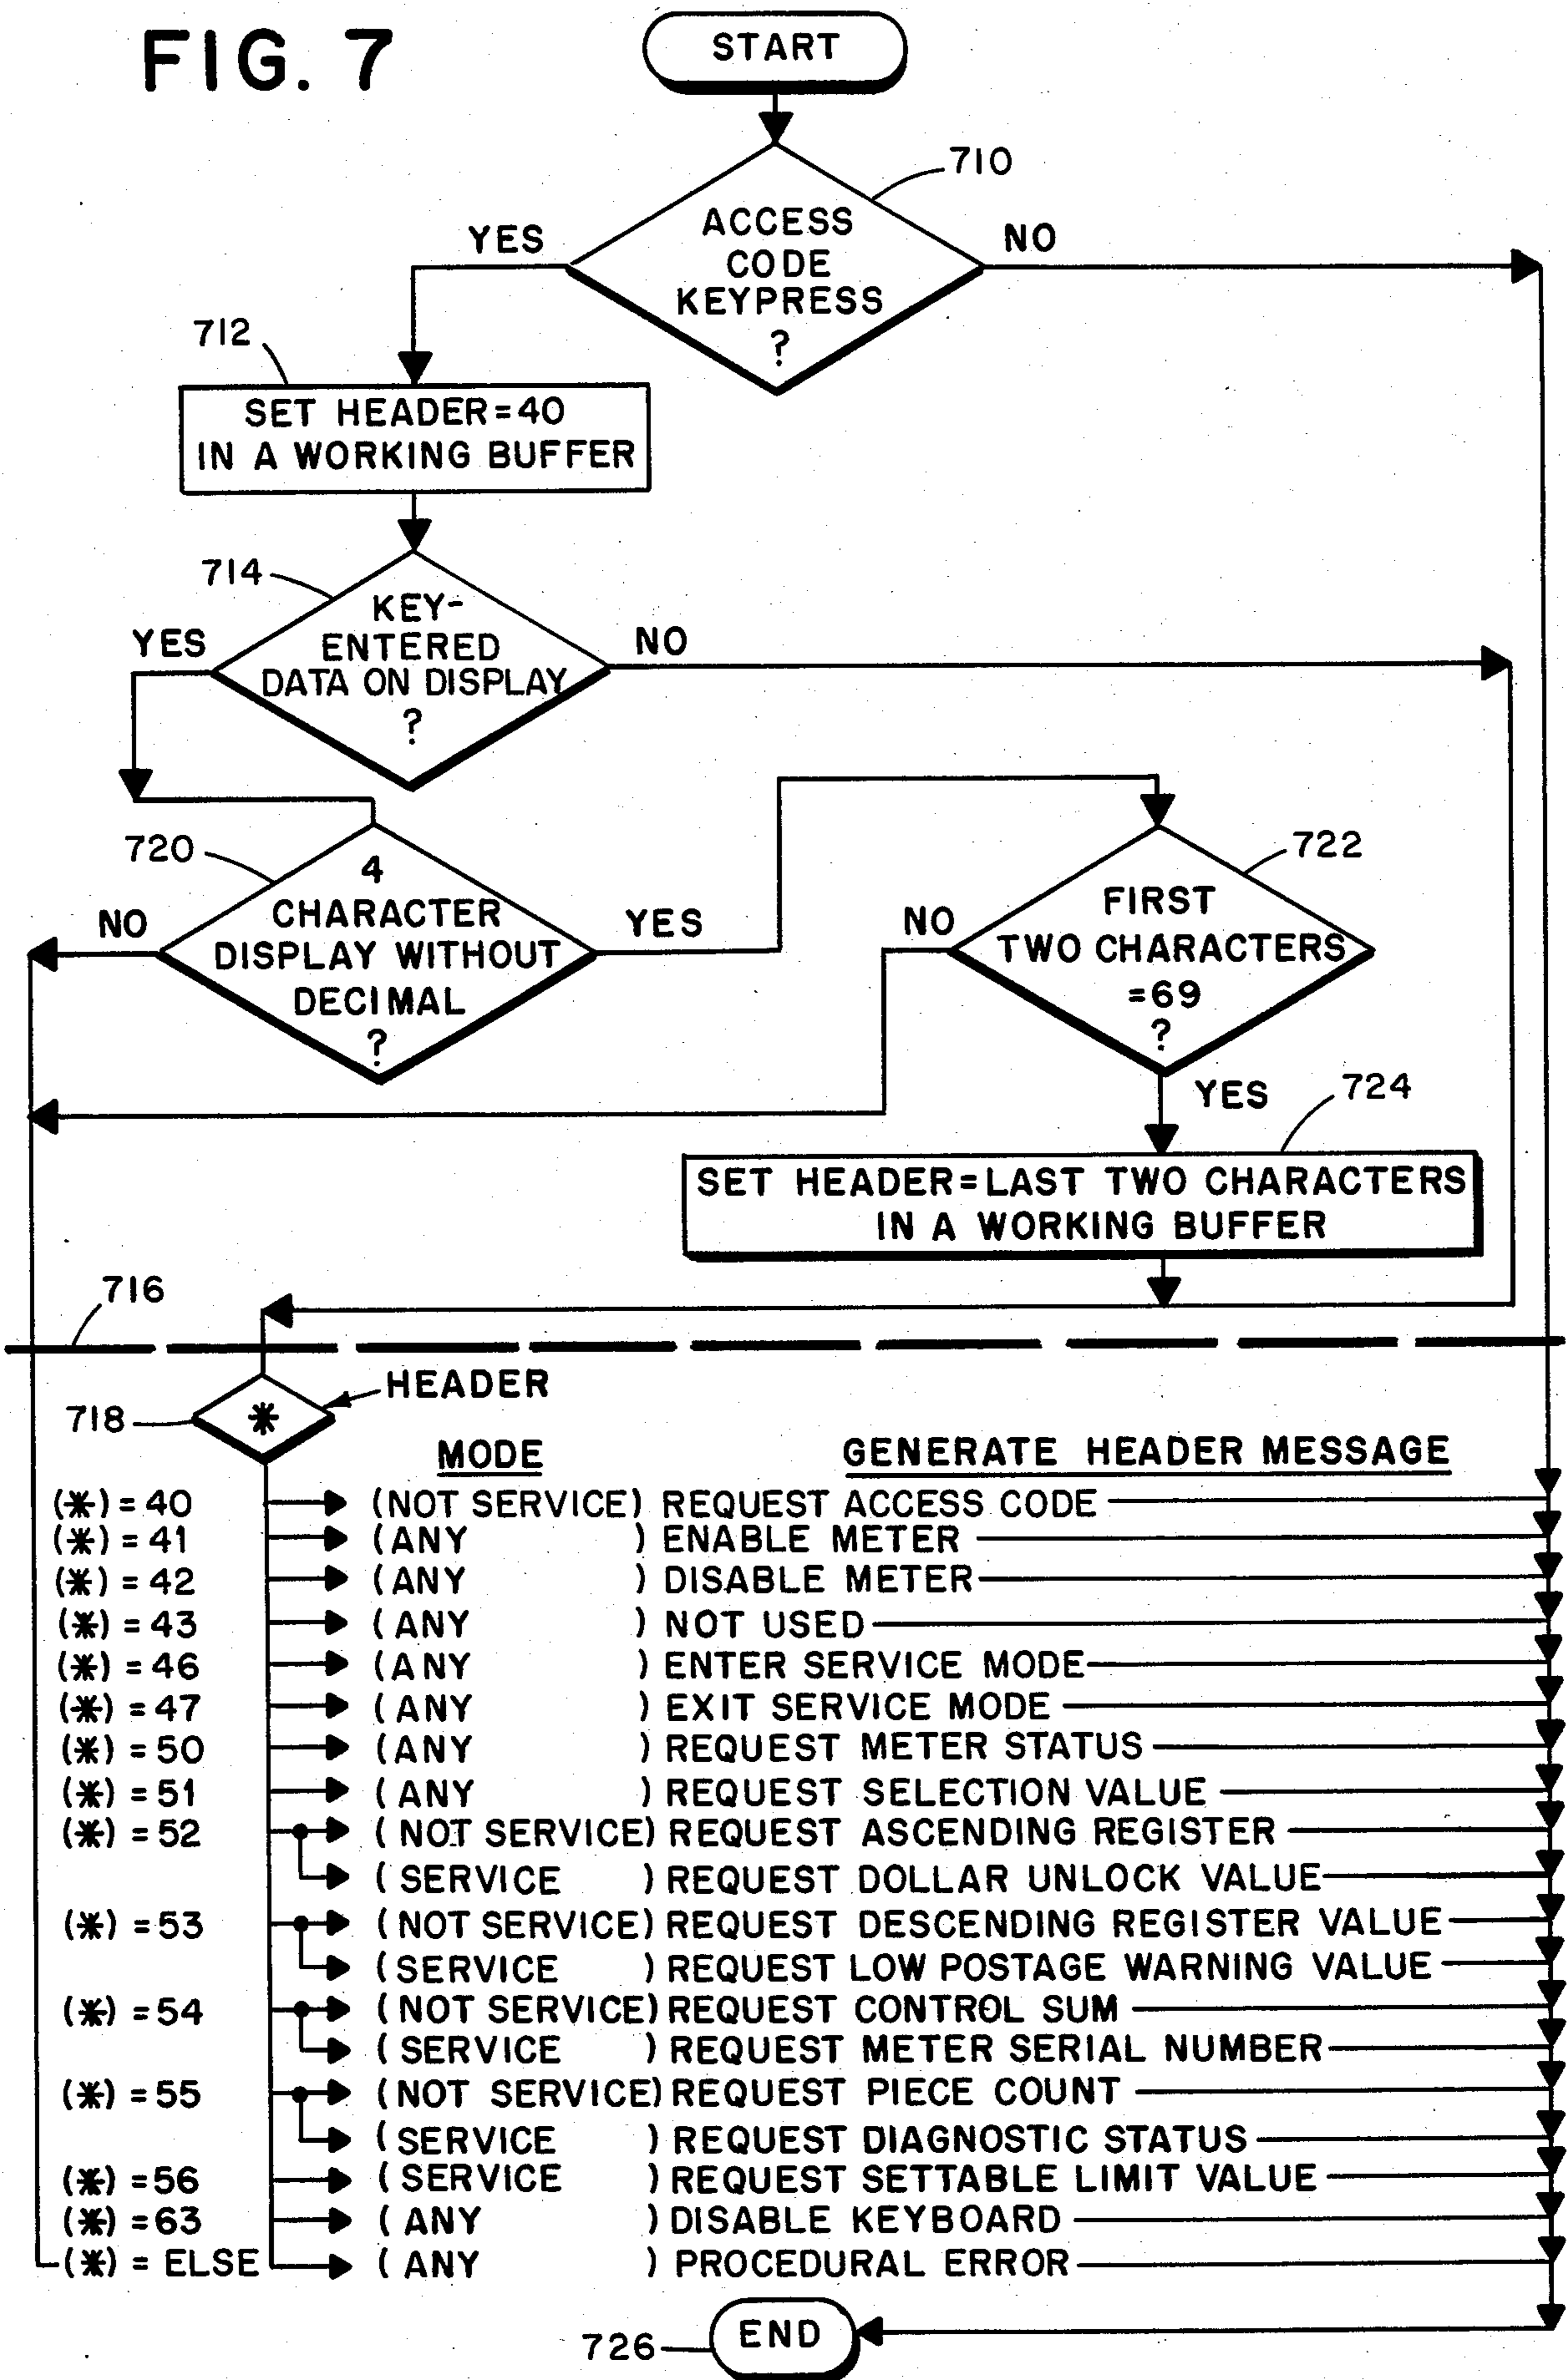 FIG. 7
START
710
ACCESS
CODE
KEYPRESS
?
YES
NO
712
SET HEADER=40
IN A WORKING BUFFER
714
KEY-
ENTERED
DATA ON DISPLAY
?
YES
NO
720
4
CHARACTER
DISPLAY WITHOUT
DECIMAL
?
NO
YES
722
FIRST
TWO CHARACTERS
=69
?
NO
YES
724
SET HEADER=LAST TWO CHARACTERS
IN A WORKING BUFFER
716
HEADER
718
*
MODE GENERATE HEADER MESSAGE
(*) = 40 (NOT SERVICE) REQUEST ACCESS CODE
(*) = 41 (ANY ) ENABLE METER
(*) = 42 (ANY ) DISABLE METER
(*) = 43 (ANY ) NOT USED
(*) = 46 (ANY ) ENTER SERVICE MODE
(*) = 47 (ANY ) EXIT SERVICE MODE
(*) = 50 (ANY ) REQUEST METER STATUS
(*) = 51 (ANY ) REQUEST SELECTION VALUE
(*) = 52 (NOT SERVICE) REQUEST ASCENDING REGISTER
(SERVICE ) REQUEST DOLLAR UNLOCK VALUE
(*) = 53 (NOT SERVICE) REQUEST DESCENDING REGISTER VALUE
(SERVICE ) REQUEST LOW POSTAGE WARNING VALUE
(*) = 54 (NOT SERVICE) REQUEST CONTROL SUM
(SERVICE ) REQUEST METER SERIAL NUMBER
(*) = 55 (NOT SERVICE) REQUEST PIECE COUNT
(SERVICE ) REQUEST DIAGNOSTIC STATUS
(*) = 56 (SERVICE ) REQUEST SETTABLE LIMIT VALUE
(*) = 63 (ANY ) DISABLE KEYBOARD
(*) = ELSE (ANY ) PROCEDURAL ERROR
726
END